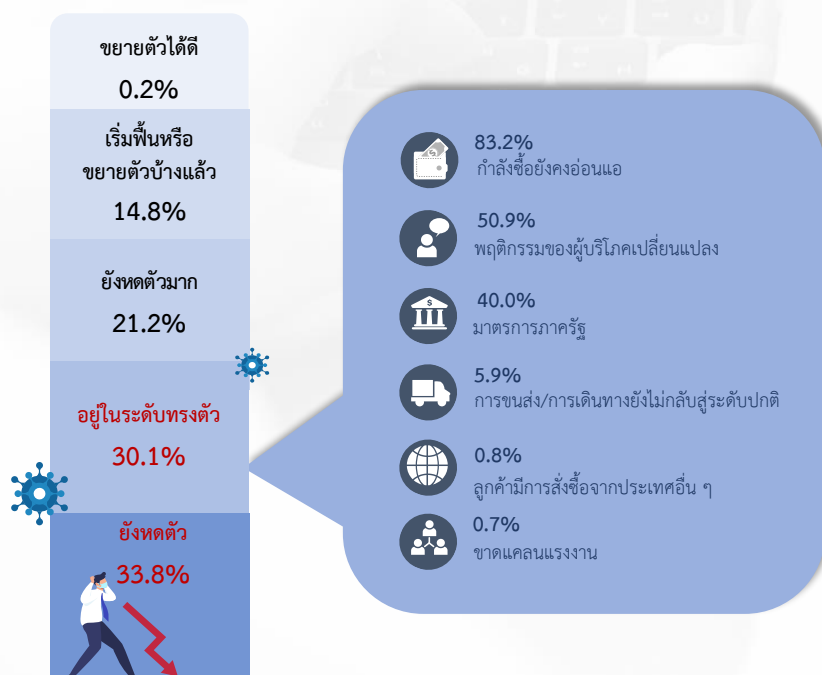 ขยายตัวได้ดี
0.2%
เริ่มฟื้นหรือ
ขยายตัวบ้างแล้ว
14.8%
ยังหดตัวมาก
21.2%
อยู่ในระดับทรงตัว
30.1%
ยังหดตัว
33.8%
83.2%
กำลังซื้อยังคงอ่อนแอ
50.9%
พฤติกรรมของผู้บริโภคเปลี่ยนแปลง
40.0%
มาตรการภาครัฐ
5.9%
การขนส่ง/การเดินทางยังไม่กลับสู่ระดับปกติ
0.8%
ลูกค้ามีการสั่งซื้อจากประเทศอื่น ๆ
0.7%
ขาดแคลนแรงงาน